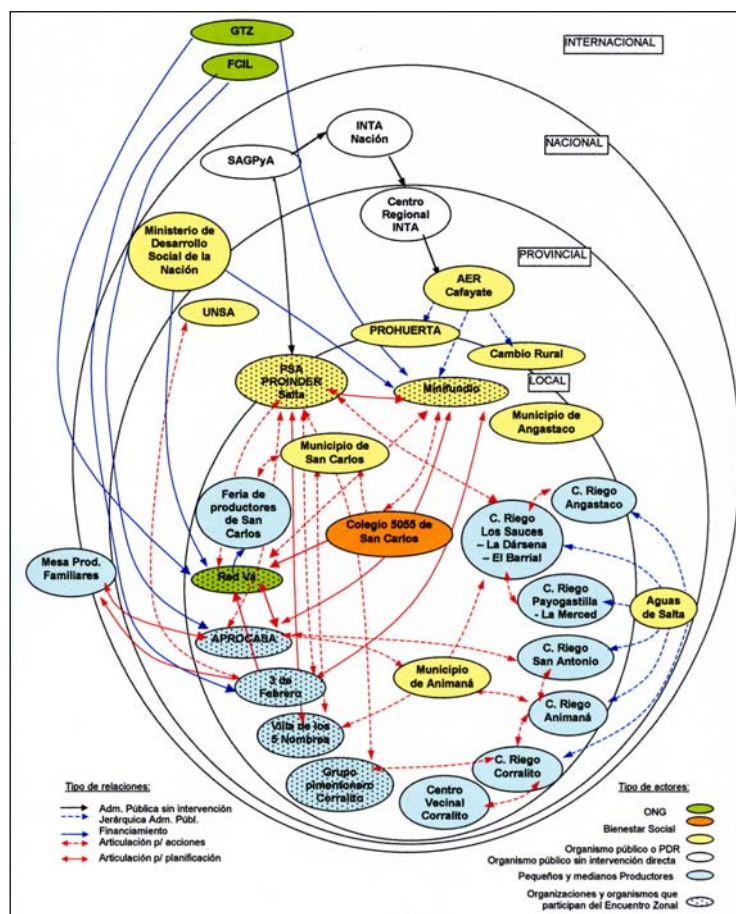 GTZ
INTERNACIONAL
FCIL
INTA
Nación
NACIONAL
SAGPyA
Centro
Regional
INTA
Ministerio de
Desarrollo
Social de la
Nación
PROVINCIAL
AER
Cafayate
UNSA
PROHUERTA
Cambio Rural
PSA
PROINDER
Salta
LOCAL
Minifundio
Municipio de
Angastaco
Municipio de
San Carlos
Feria de
productores de
San Carlos
Colegio 5055 de
San Carlos
C. Riego
Angastaco
C. Riego
Los Sauces
– La Dársena
– El Barrial
Mesa Prod.
Familiares
Red Va
C. Riego
Payogastilla
- La Merced
Aguas
de Salta
APROCASA
C. Riego
San Antonio
3 de
Febrero
Municipio
de Animaná
C. Riego
Animaná
Villa de los
5 Nombres
Grupo
pimentonero
Cerralito
C. Riego
Corralito
Centro
Vecinal
Corralito
Tipo de relaciones:
Adm. Pública sin intervención
Jerárquica Adm. Públ.
Financiamiento
Articulación p/ acciones
Articulación p/ planificación
Tipo de actores:
ONG
Bienestar Social
Organismo público o PDR
Organismo público sin intervención directa
Pequeños y medianos Productores
Organizaciones y organismos que
participan del Encuentro Zonal